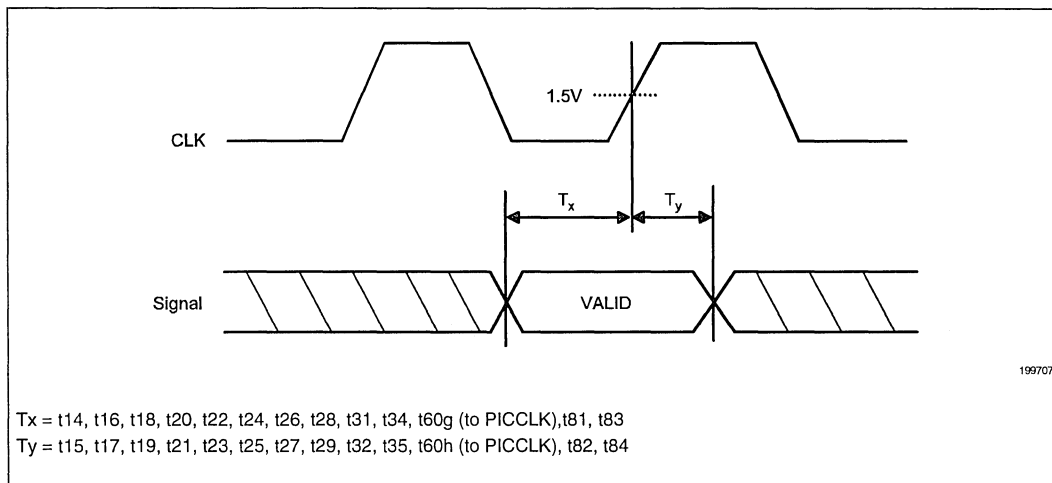 1.5V
CLK
Tx
Ty
Signal
VALID
199707
Tx = t14, t16, t18, t20, t22, t24, t26, t28, t31, t34, t60g (to PICCLK),t81, t83
Ty = t15, t17, t19, t21, t23, t25, t27, t29, t32, t35, t60h (to PICCLK), t82, t84